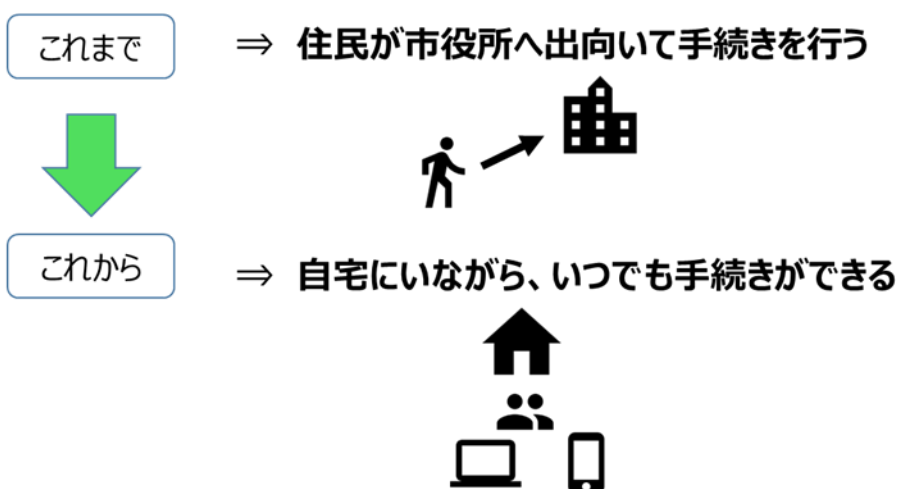 これまで ⇒ 住民が市役所へ出向いて手続きを行う
これから ⇒ 自宅にいながら、いつでも手続きができる